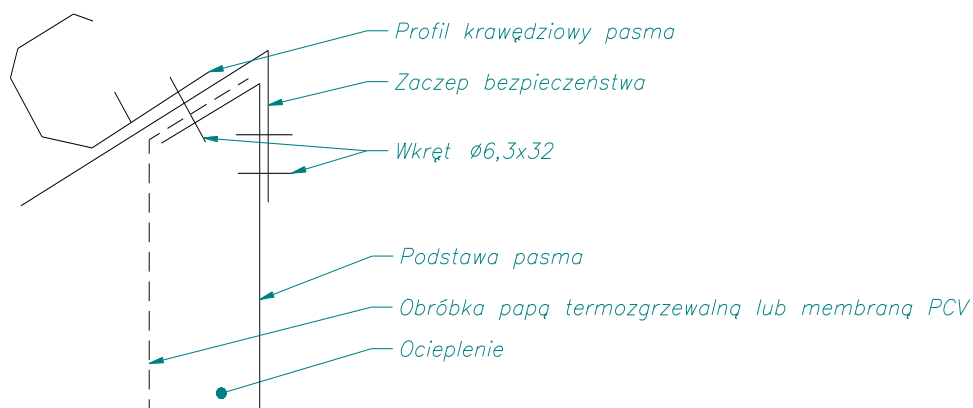 Profil krawędziowy pasma
Zaczep bezpieczeństwa
Wkręt ø6,3x32
Podstawa pasma
Obróbka papą termozgrzewalną lub membraną PCV
Ocieplenie